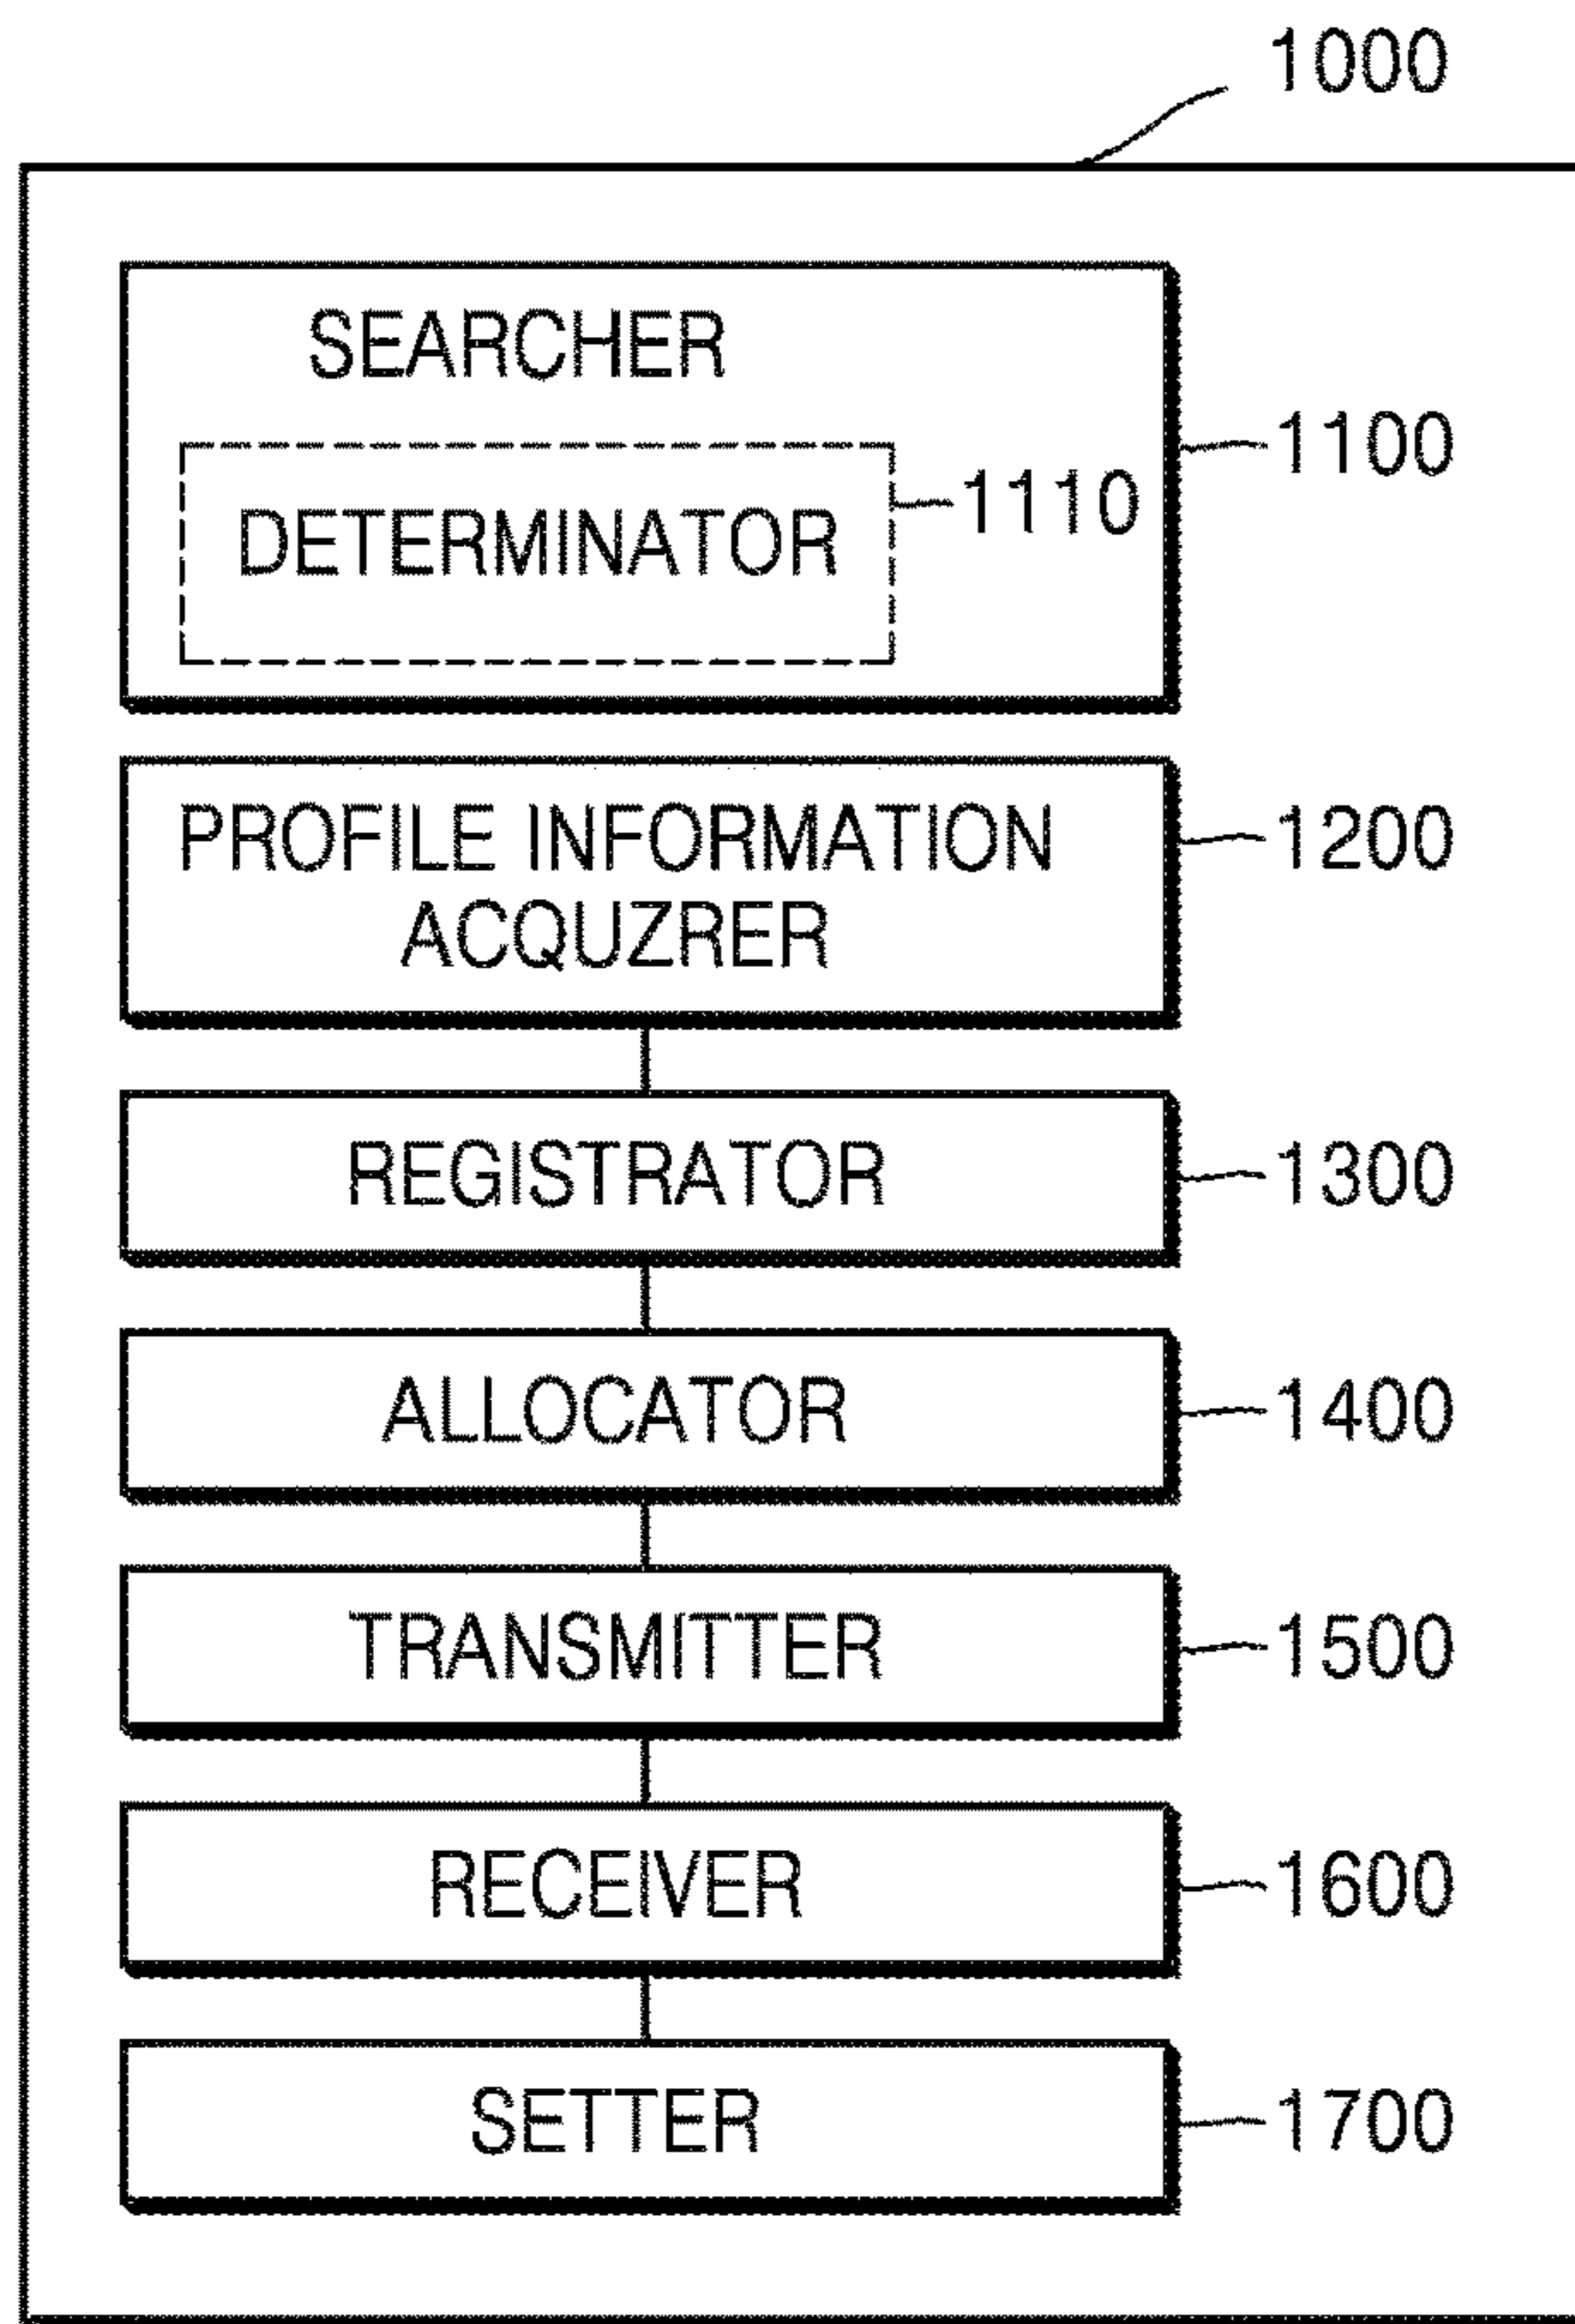 1000
SEARCHER
1100
DETERMINATOR
1110
PROFILE INFORMATION
ACQUZRER
1200
REGISTRATOR
1300
ALLOCATOR
1400
TRANSMITTER
1500
RECEIVER
1600
SETTER
1700